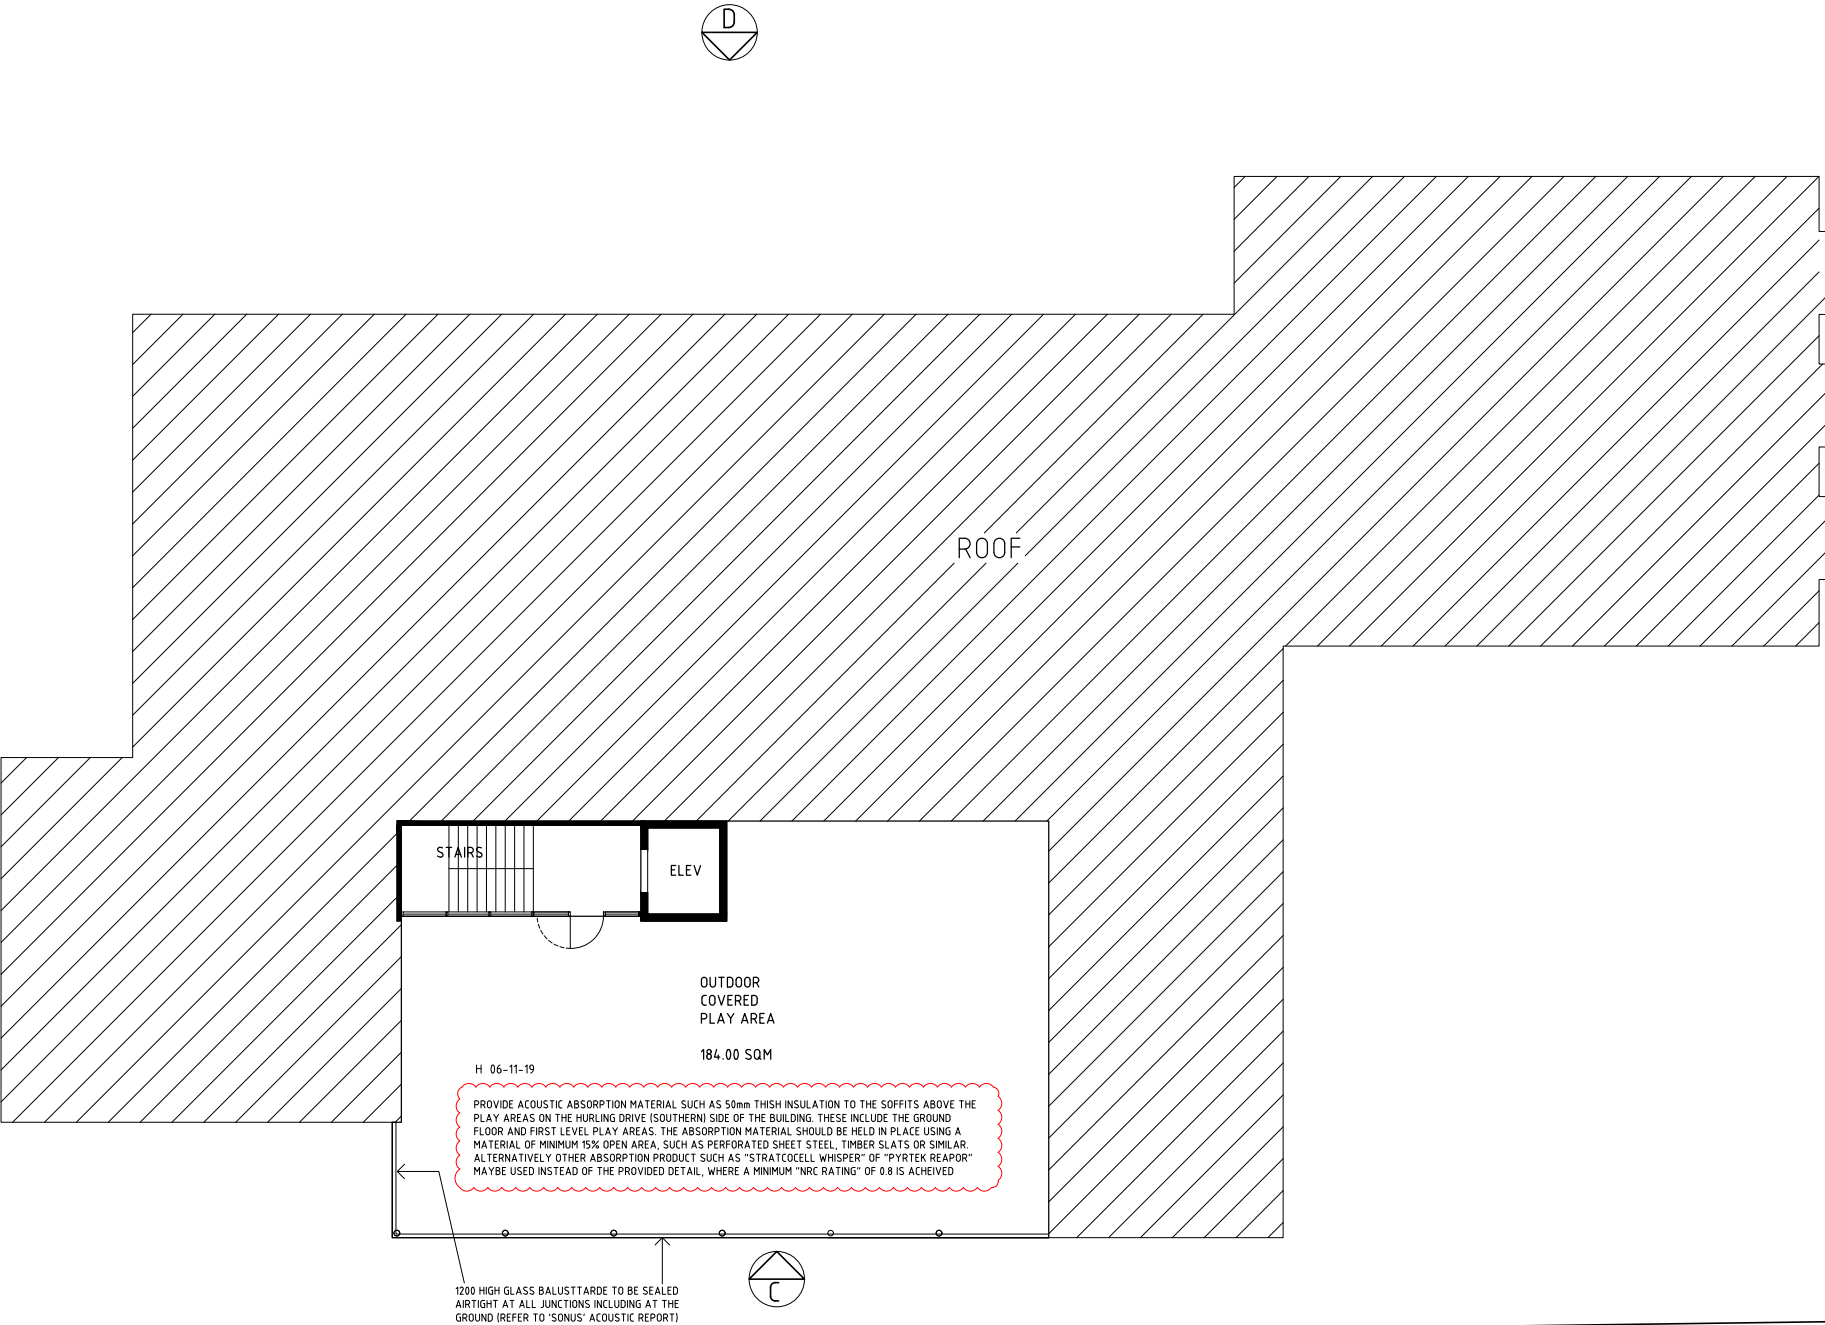 D
ROOF
STAIRS
ELEV
OUTDOOR
COVERED
PLAY AREA
184.00 SQM
H 06-11-19
PROVIDE ACOUSTIC ABSORPTION MATERIAL SUCH AS 50mm THISH INSULATION TO THE SOFFITS ABOVE THE
PLAY AREAS ON THE HURLING DRIVE (SOUTHERN) SIDE OF THE BUILDING. THESE INCLUDE THE GROUND
FLOOR AND FIRST LEVEL PLAY AREAS. THE ABSORPTION MATERIAL SHOULD BE HELD IN PLACE USING A
MATERIAL OF MINIMUM 15% OPEN AREA, SUCH AS PERFORATED SHEET STEEL, TIMBER SLATS OR SIMILAR.
ALTERNATIVELY OTHER ABSORPTION PRODUCT SUCH AS "STRATCOCELL WHISPER" OF "PYRTEK REAPOR"
MAYBE USED INSTEAD OF THE PROVIDED DETAIL, WHERE A MINIMUM "NRC RATING" OF 0.8 IS ACHEIVED
C
1200 HIGH GLASS BALUSTTARDE TO BE SEALED
AIRTIGHT AT ALL JUNCTIONS INCLUDING AT THE
GROUND (REFER TO 'SONUS' ACOUSTIC REPORT)